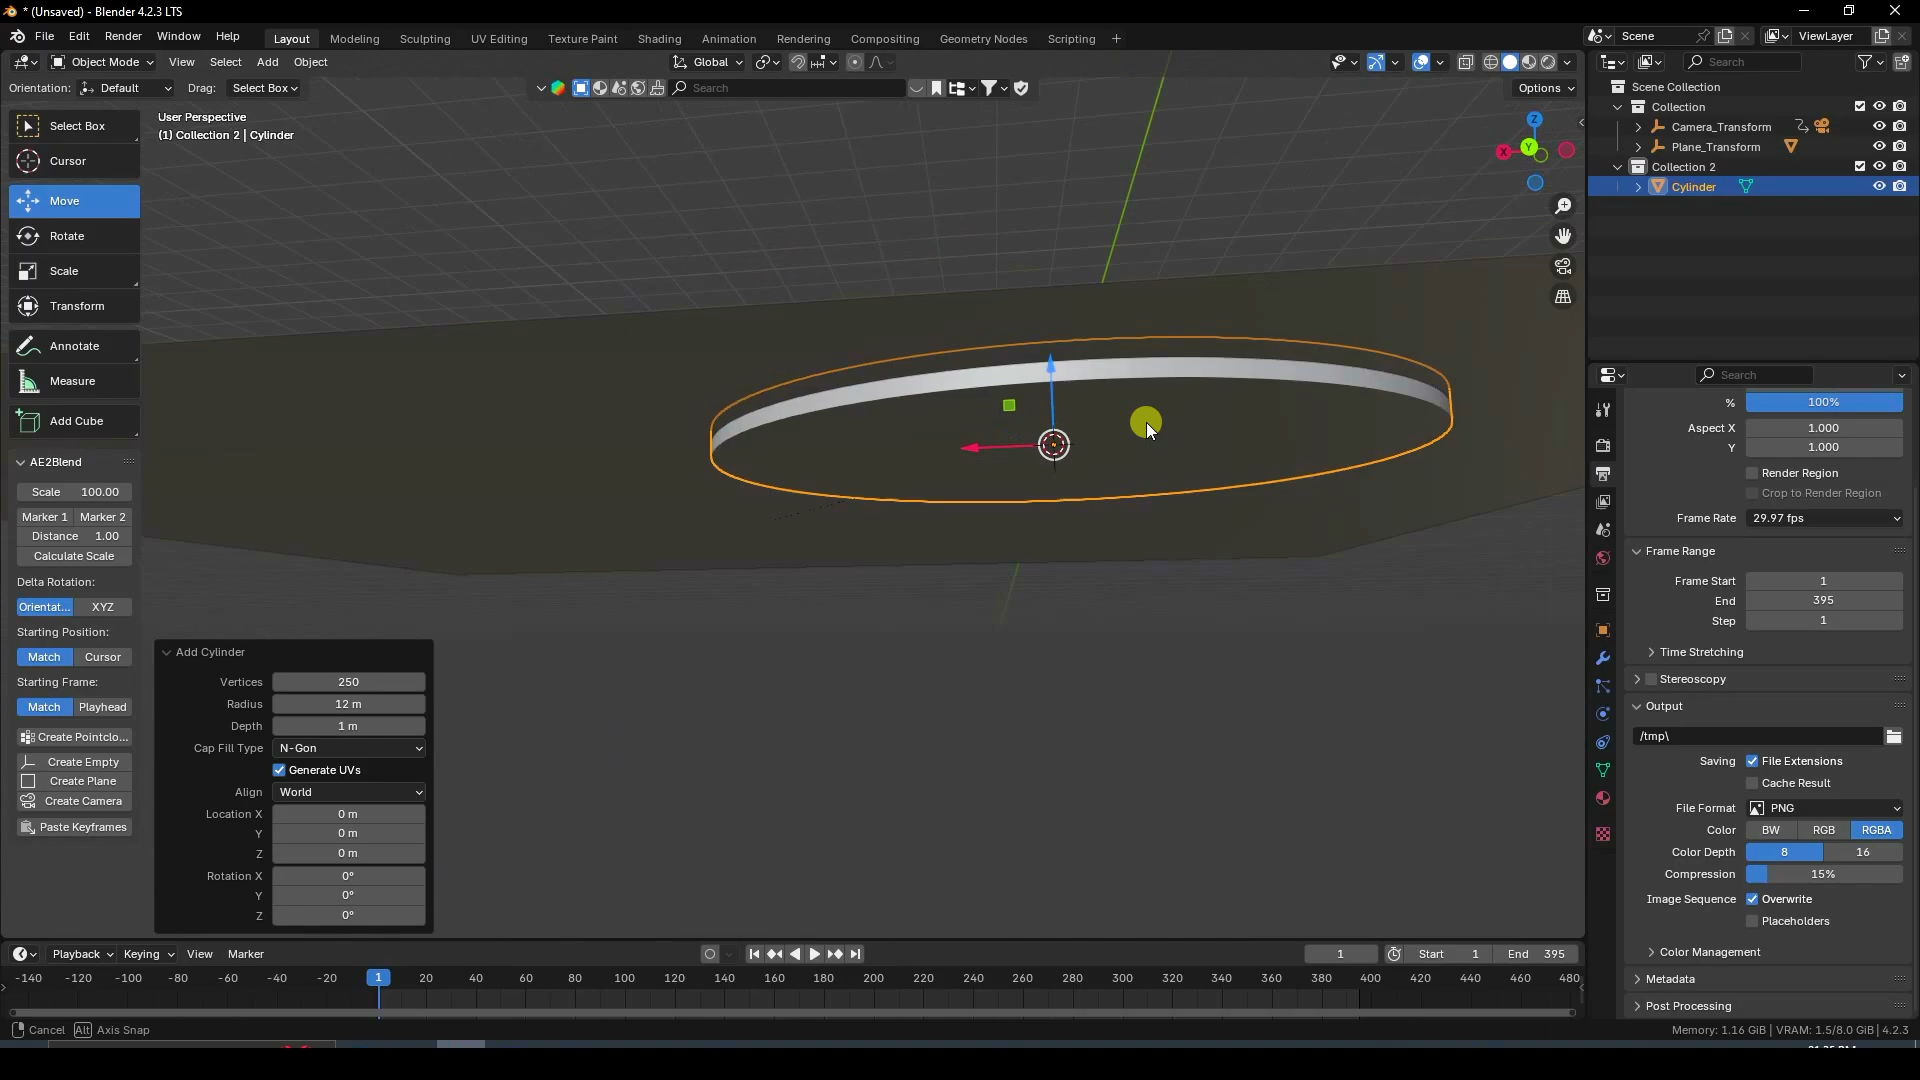 * (Unsaved) - Blender 4.2.3 LTS
File Edit Render Window Help Layout Modeling Sculpting UV Editing Texture Paint Shading Animation Rendering Compositing Geometry Nodes Scripting + Scene ViewLayer
Object Mode View Select Add Object Global Search
Orientation: Default Drag: Select Box Search Options
Scene Collection
Collection
Camera_Transform
Plane_Transform
Collection 2
Cylinder
User Perspective
(1) Collection 2 | Cylinder
Z
Y
X
Select Box
Cursor
Move
Rotate
Scale
Transform
Annotate
Measure
Add Cube
AE2Blend
Scale 100.00
Marker 1 Marker 2
Distance 1.00
Calculate Scale
Delta Rotation:
Orientat... XYZ
Starting Position:
Match Cursor
Starting Frame:
Match Playhead
Create Pointclo...
Create Empty
Create Plane
Create Camera
Paste Keyframes
Add Cylinder
Vertices 250
Radius 12 m
Depth 1 m
Cap Fill Type N-Gon
Generate UVs
Align World
Location X 0 m
Y 0 m
Z 0 m
Rotation X 0°
Y 0°
Z 0°
Search
% 100%
Aspect X 1.000
Y 1.000
Render Region
Crop to Render Region
Frame Rate 29.97 fps
Frame Range
Frame Start 1
End 395
Step 1
Time Stretching
Stereoscopy
Output
/tmp\
Saving File Extensions
Cache Result
File Format PNG
Color BW RGB RGBA
Color Depth 8 16
Compression 15%
Image Sequence Overwrite
Placeholders
Color Management
Metadata
Post Processing
Playback Keying View Marker 1 Start 1 End 395
-140 -120 -100 -80 -60 -40 -20 1 20 40 60 80 100 120 140 160 180 200 220 240 260 280 300 320 340 360 380 400 420 440 460 480
Cancel Alt Axis Snap
Memory: 1.16 GiB | VRAM: 1.5/8.0 GiB | 4.2.3